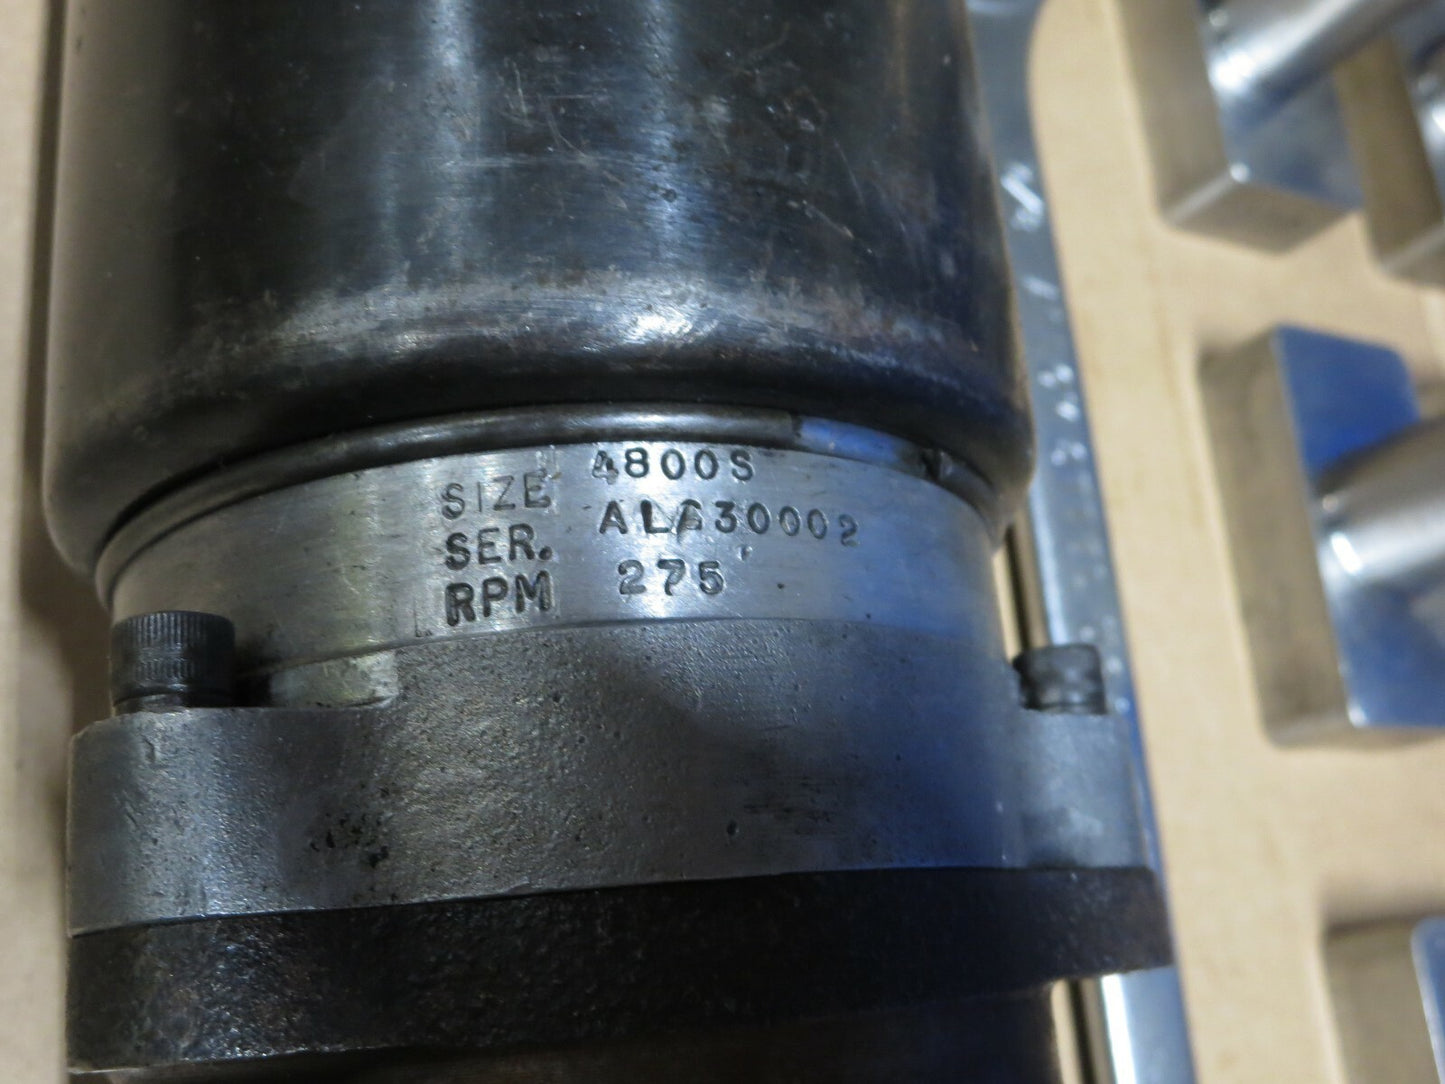 SIZE 4800S
SER. ALA30002
RPM 275